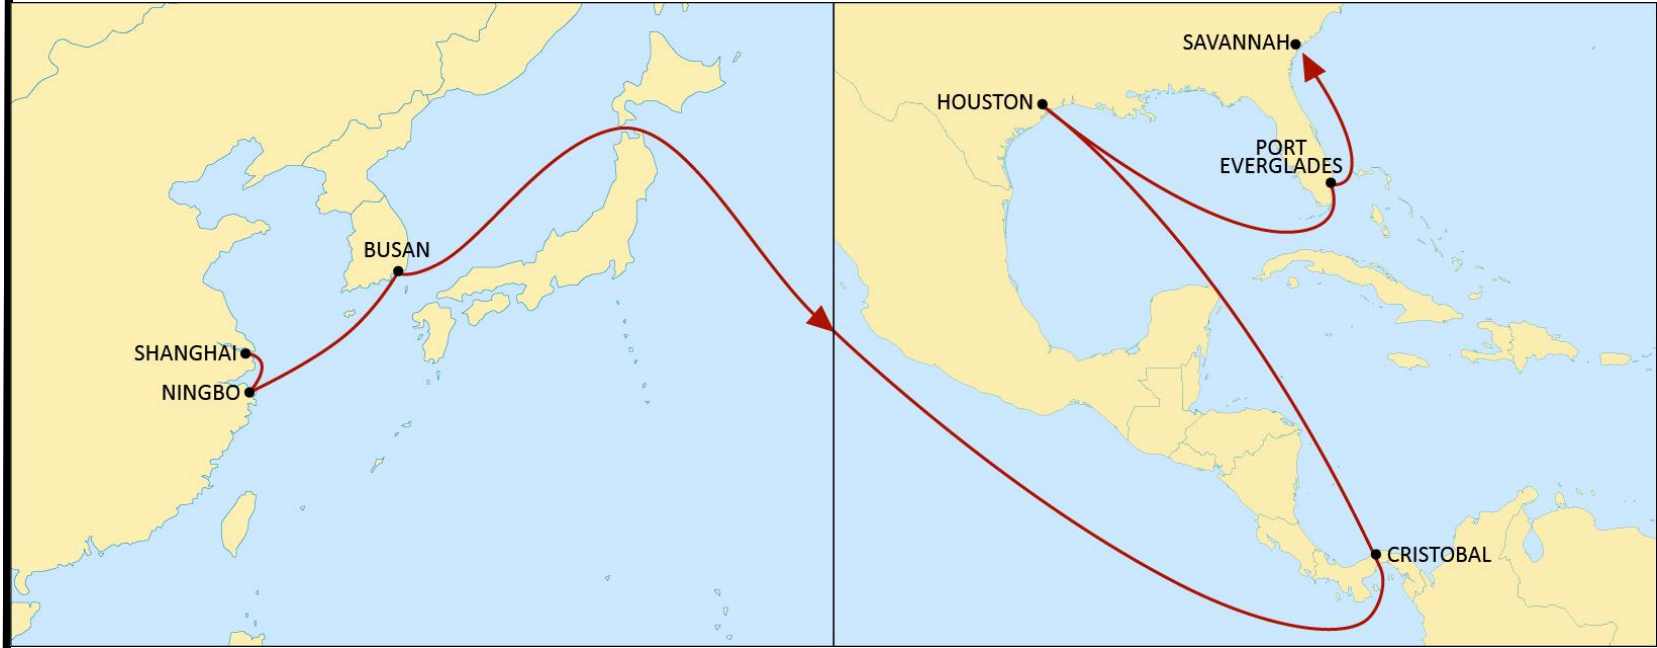 SAVANNAH
HOUSTON
PORT
EVERGLADES
BUSAN
SHANGHAI
NINGBO
CRISTOBAL